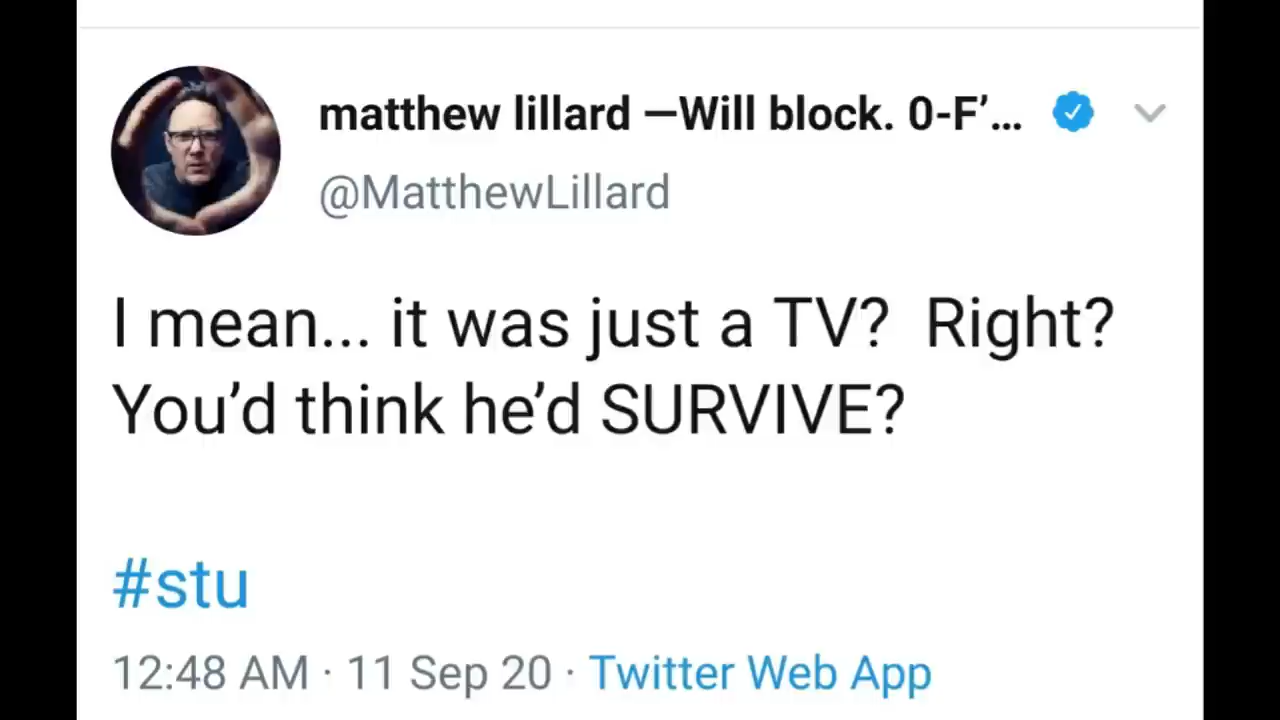 matthew lillard —Will block. 0-F’...
@MatthewLillard
I mean... it was just a TV?  Right?
You’d think he’d SURVIVE?
#stu
12:48 AM · 11 Sep 20 · Twitter Web App